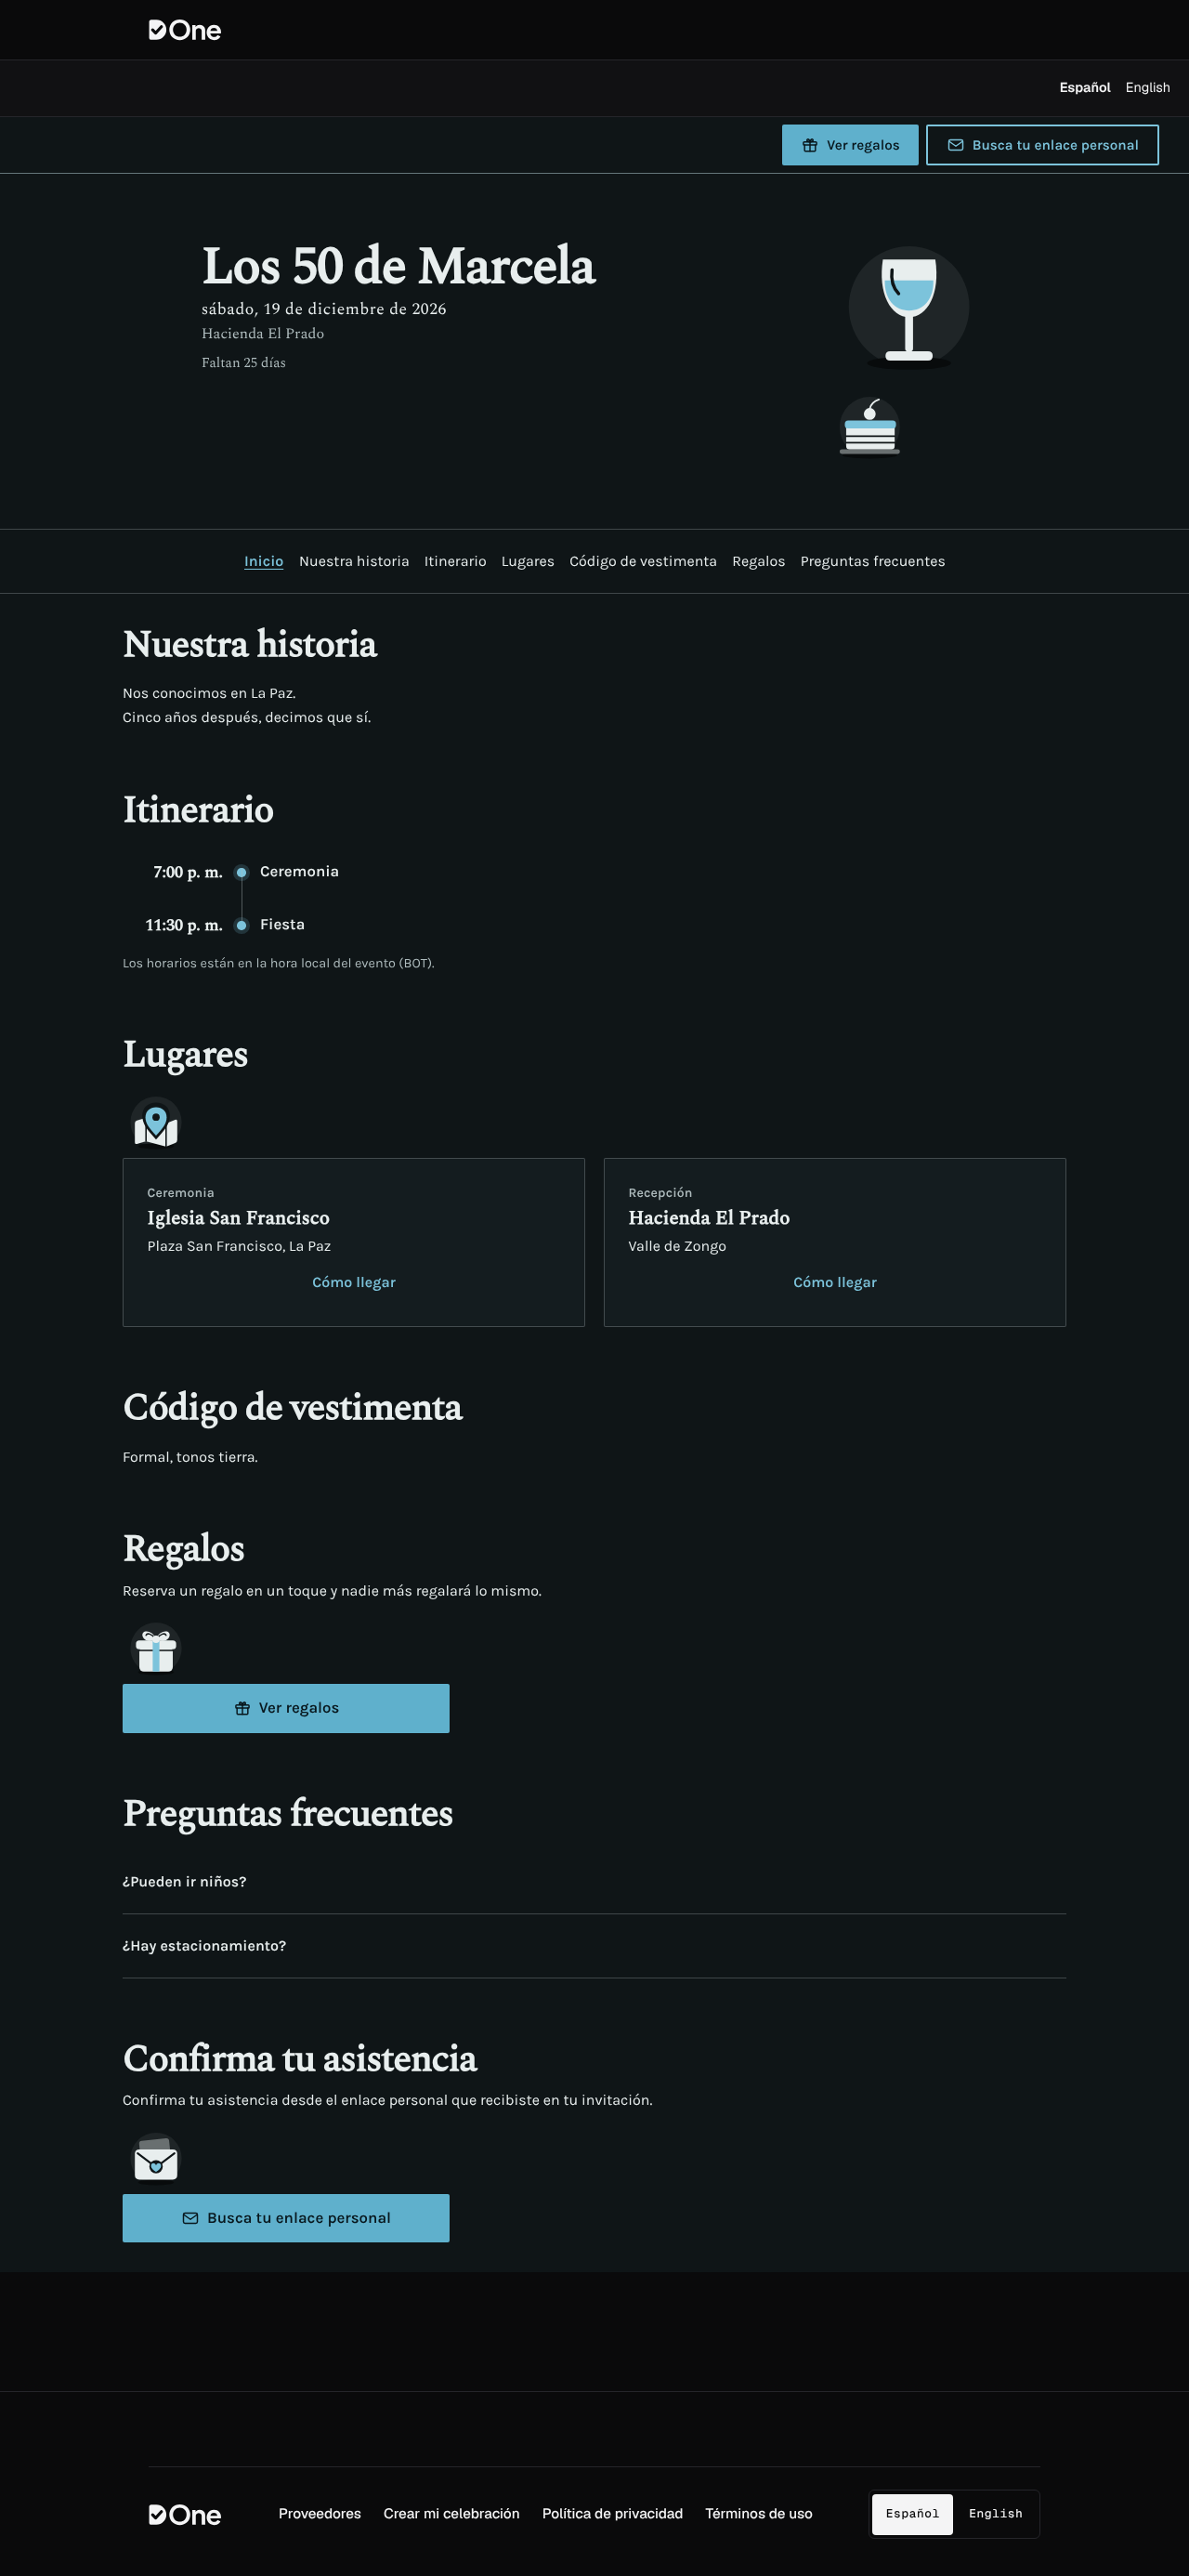 One
Español English
Ver regalos Busca tu enlace personal
Los 50 de Marcela
sábado, 19 de diciembre de 2026
Hacienda El Prado
Faltan 25 días
Inicio Nuestra historia Itinerario Lugares Código de vestimenta Regalos Preguntas frecuentes
Nuestra historia
Nos conocimos en La Paz.
Cinco años después, decimos que sí.
Itinerario
7:00 p. m. Ceremonia
11:30 p. m. Fiesta
Los horarios están en la hora local del evento (BOT).
Lugares
Ceremonia
Iglesia San Francisco
Plaza San Francisco, La Paz
Cómo llegar
Recepción
Hacienda El Prado
Valle de Zongo
Cómo llegar
Código de vestimenta
Formal, tonos tierra.
Regalos
Reserva un regalo en un toque y nadie más regalará lo mismo.
Ver regalos
Preguntas frecuentes
¿Pueden ir niños?
¿Hay estacionamiento?
Confirma tu asistencia
Confirma tu asistencia desde el enlace personal que recibiste en tu invitación.
Busca tu enlace personal
One Proveedores Crear mi celebración Política de privacidad Términos de uso Español English